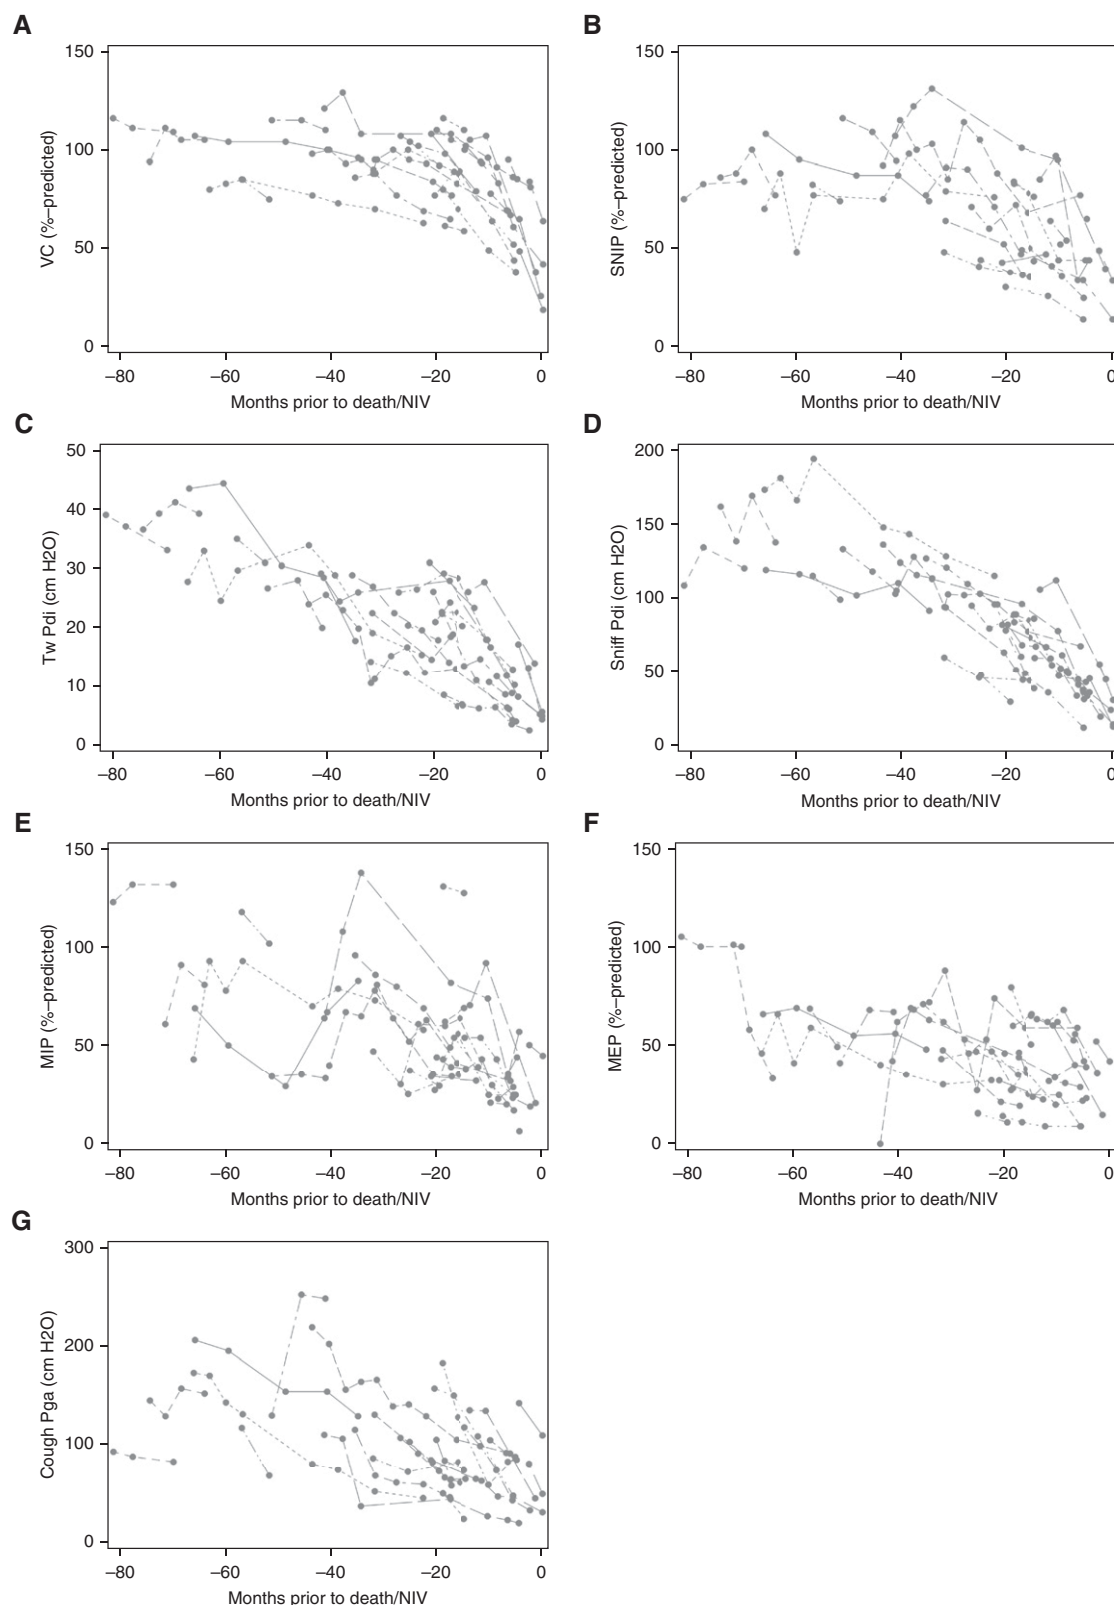 A
B
150
100
50
0
VC (%–predicted)
–80 –60 –40 –20 0
Months prior to death/NIV
150
100
50
0
SNIP (%–predicted)
–80 –60 –40 –20 0
Months prior to death/NIV
C
D
50
40
30
20
10
0
Tw Pdi (cm H2O)
–80 –60 –40 –20 0
Months prior to death/NIV
200
150
100
50
0
Sniff Pdi (cm H2O)
–80 –60 –40 –20 0
Months prior to death/NIV
E
F
150
100
50
0
MIP (%–predicted)
–80 –60 –40 –20 0
Months prior to death/NIV
150
100
50
0
MEP (%–predicted)
–80 –60 –40 –20 0
Months prior to death/NIV
G
300
200
100
0
Cough Pga (cm H2O)
–80 –60 –40 –20 0
Months prior to death/NIV